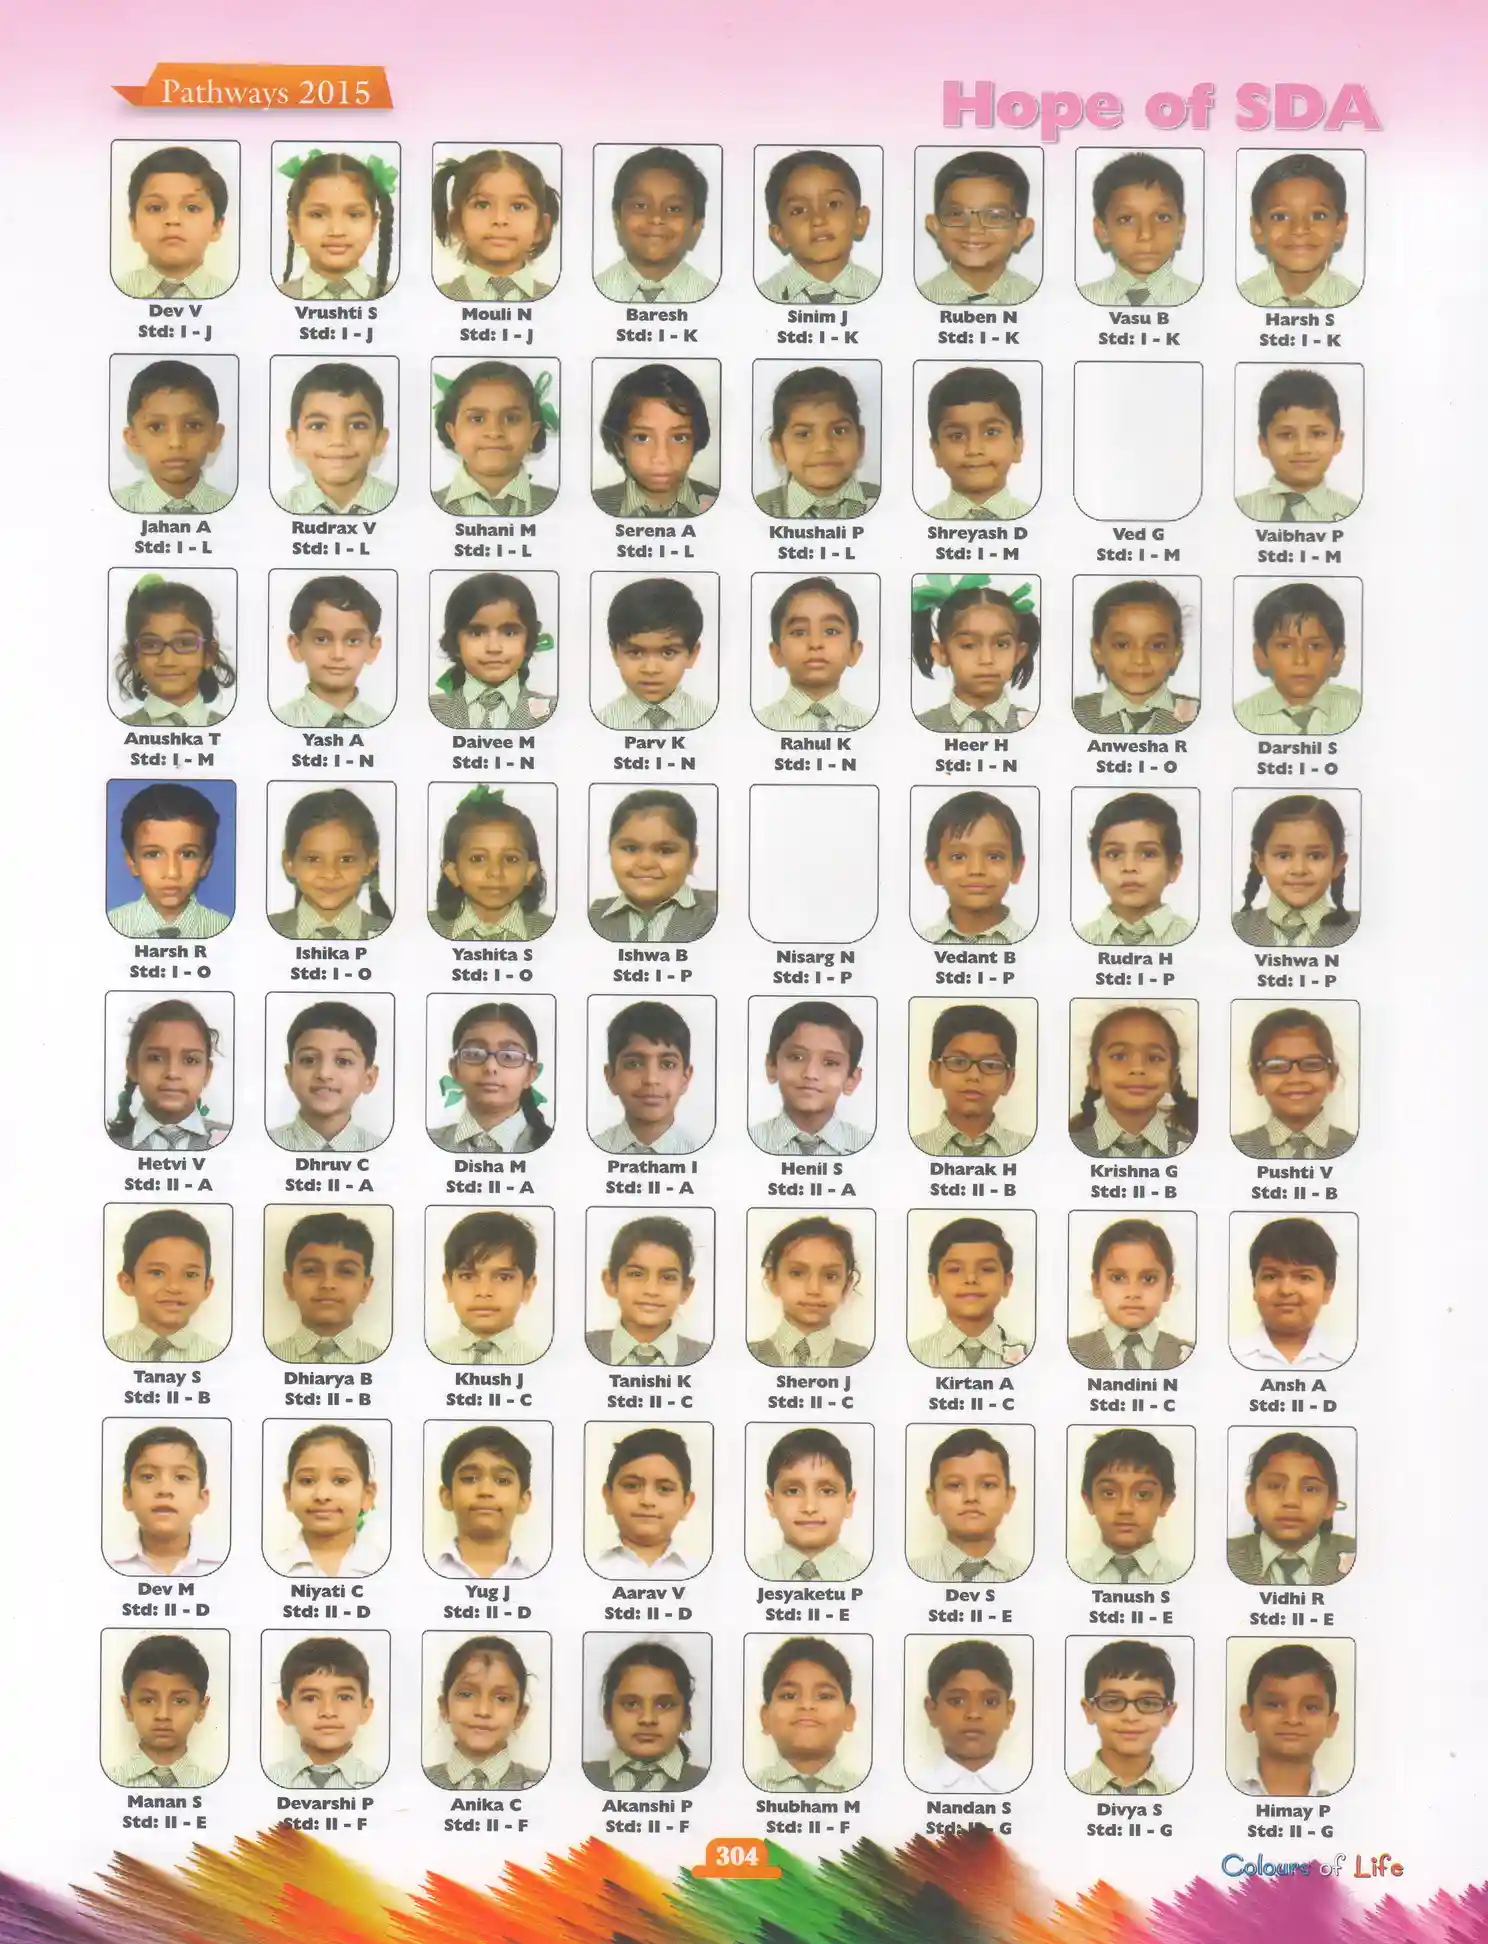 Pathways 2015
Hope of SDA
Dev V
Std: I - J
Vrushti S
Std: I - J
Mouli N
Std: I - J
Baresh
Std: I - K
Sinim J
Std: I - K
Ruben N
Std: I - K
Vasu B
Std: I - K
Harsh S
Std: I - K
Jahan A
Std: I - L
Rudrax V
Std: I - L
Suhani M
Std: I - L
Serena A
Std: I - L
Khushali P
Std: I - L
Shreyash D
Std: I - M
Ved G
Std: I - M
Vaibhav P
Std: I - M
Anushka T
Std: I - M
Yash A
Std: I - N
Daivee M
Std: I - N
Parv K
Std: I - N
Rahul K
Std: I - N
Heer H
Std: I - N
Anwesha R
Std: I - O
Darshil S
Std: I - O
Harsh R
Std: I - O
Ishika P
Std: I - O
Yashita S
Std: I - O
Ishwa B
Std: I - P
Nisarg N
Std: I - P
Vedant B
Std: I - P
Rudra H
Std: I - P
Vishwa N
Std: I - P
Hetvi V
Std: II - A
Dhruv C
Std: II - A
Disha M
Std: II - A
Pratham I
Std: II - A
Henil S
Std: II - A
Dharak H
Std: II - B
Krishna G
Std: II - B
Pushti V
Std: II - B
Tanay S
Std: II - B
Dhiarya B
Std: II - B
Khush J
Std: II - C
Tanishi K
Std: II - C
Sheron J
Std: II - C
Kirtan A
Std: II - C
Nandini N
Std: II - C
Ansh A
Std: II - D
Dev M
Std: II - D
Niyati C
Std: II - D
Yug J
Std: II - D
Aarav V
Std: II - D
Jesyaketu P
Std: II - E
Dev S
Std: II - E
Tanush S
Std: II - E
Vidhi R
Std: II - E
Manan S
Std: II - E
Devarshi P
Std: II - F
Anika C
Std: II - F
Akanshi P
Std: II - F
Shubham M
Std: II - F
Nandan S
Std: II - G
Divya S
Std: II - G
Himay P
Std: II - G
304
Colours of Life